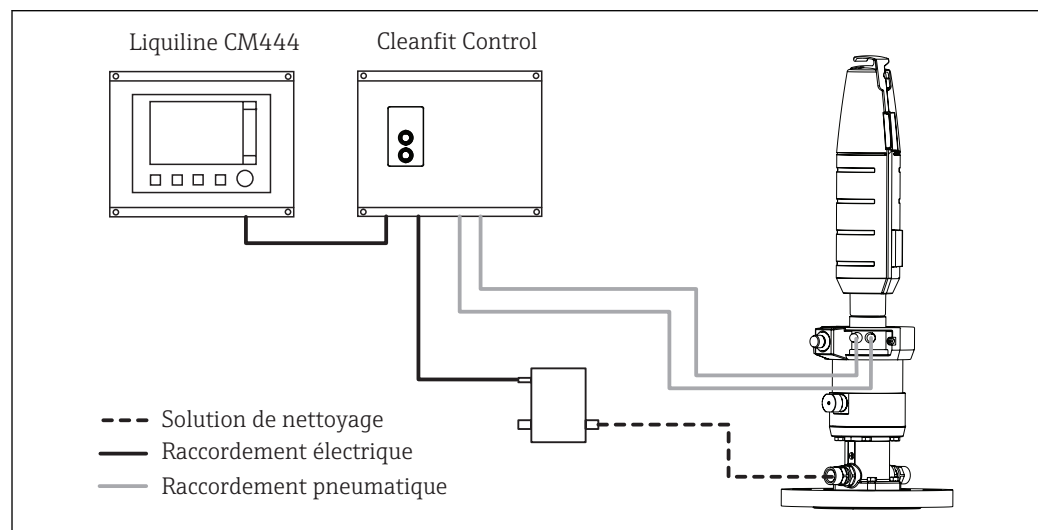 Liquiline CM444
Cleanfit Control
Solution de nettoyage
Raccordement électrique
Raccordement pneumatique